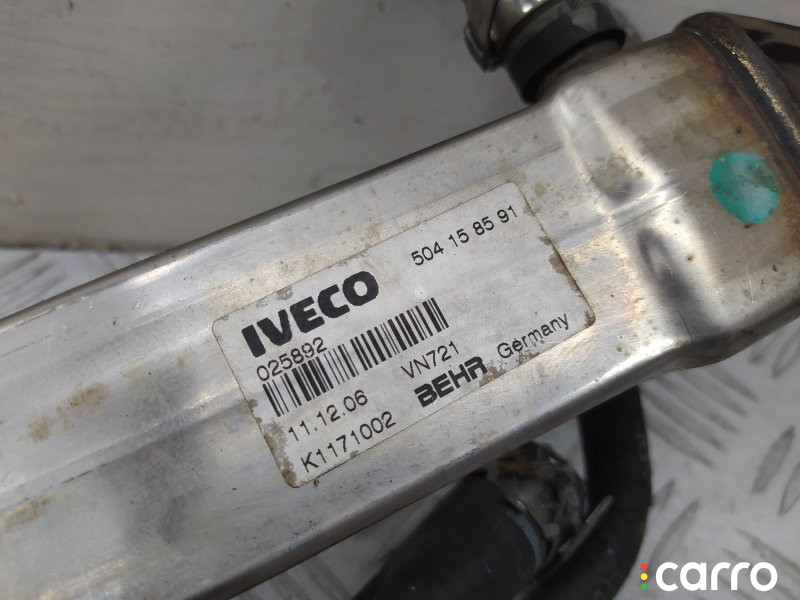 IVECO 504 15 85 91
025892
11.12.06 VN721
K1171002 BEHR Germany
carro